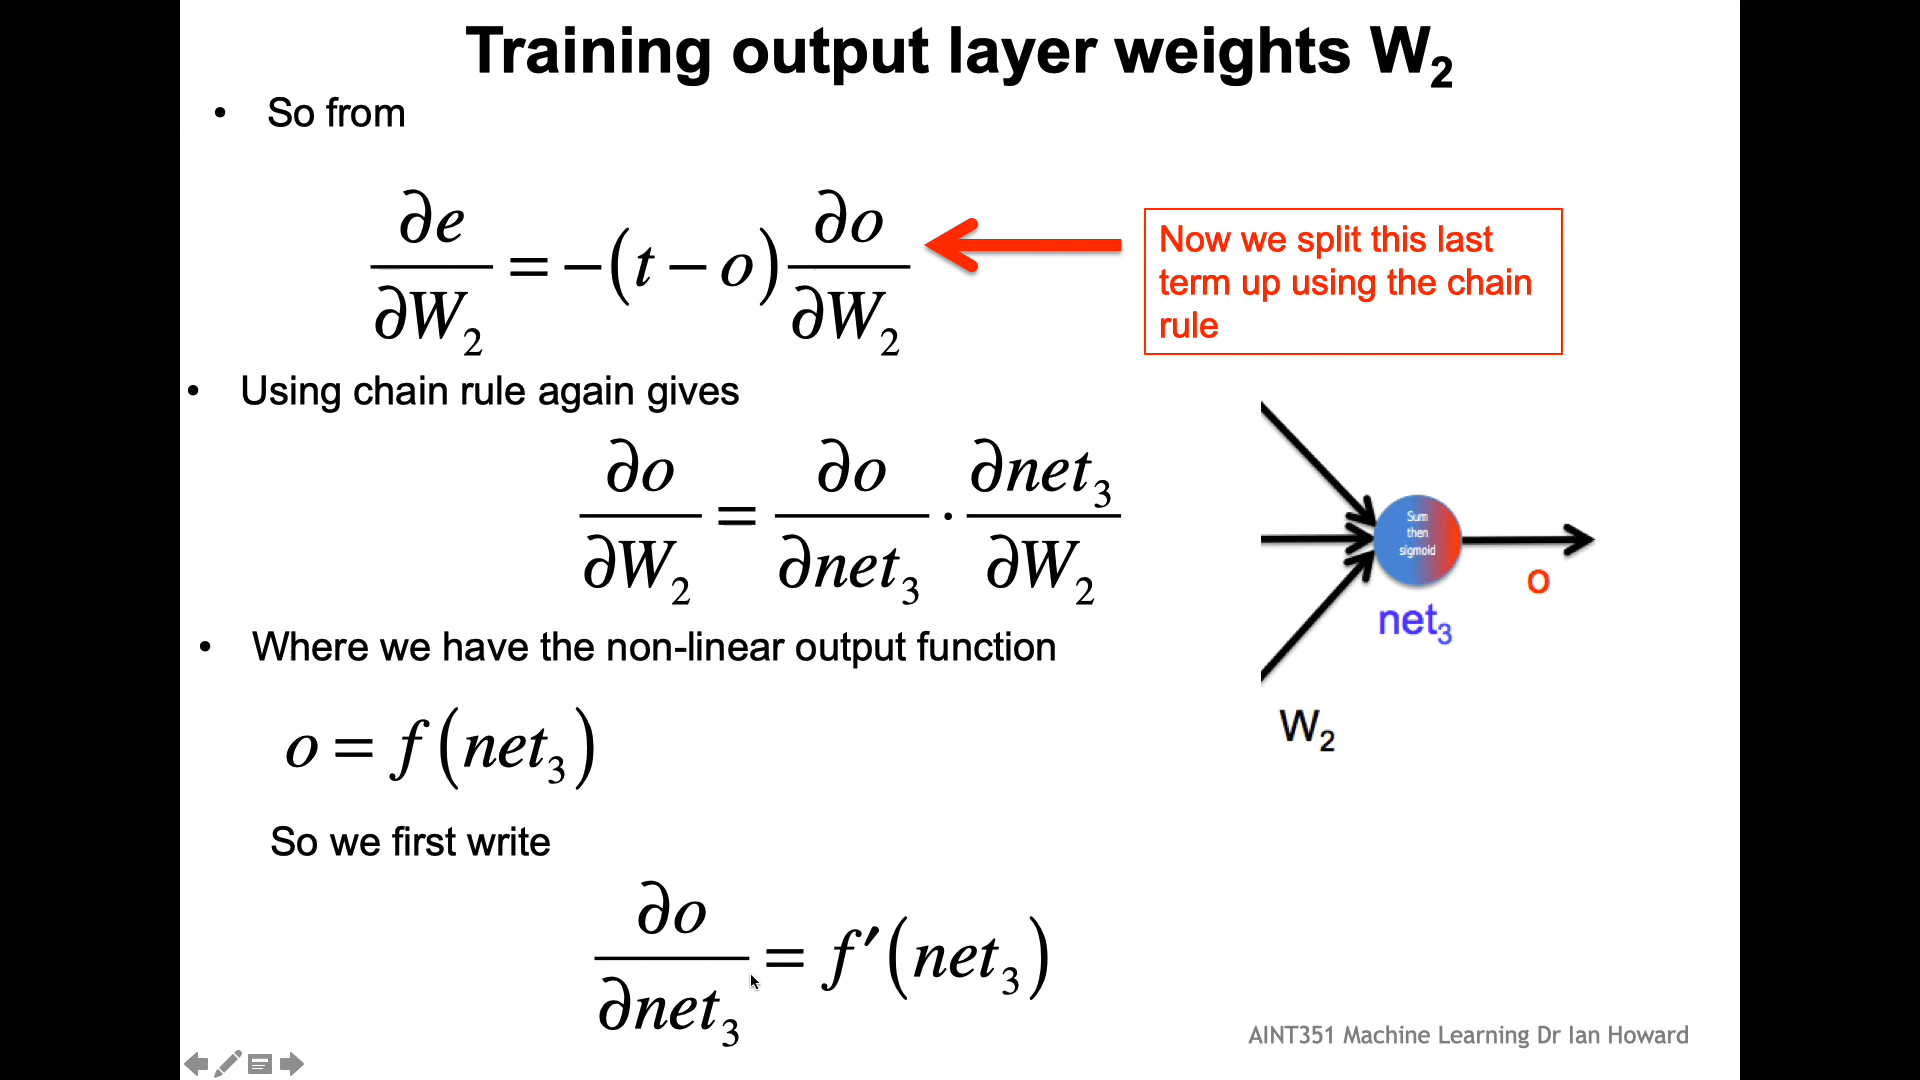 Training output layer weights W₂
• So from
∂e/∂W₂ = −(t − o) ∂o/∂W₂
Now we split this last
term up using the chain
rule
• Using chain rule again gives
∂o/∂W₂ = ∂o/∂net₃ · ∂net₃/∂W₂
Sum
then
sigmoid
o
net₃
W₂
• Where we have the non-linear output function
o = f(net₃)
So we first write
∂o/∂net₃ = f′(net₃)
AINT351 Machine Learning Dr Ian Howard